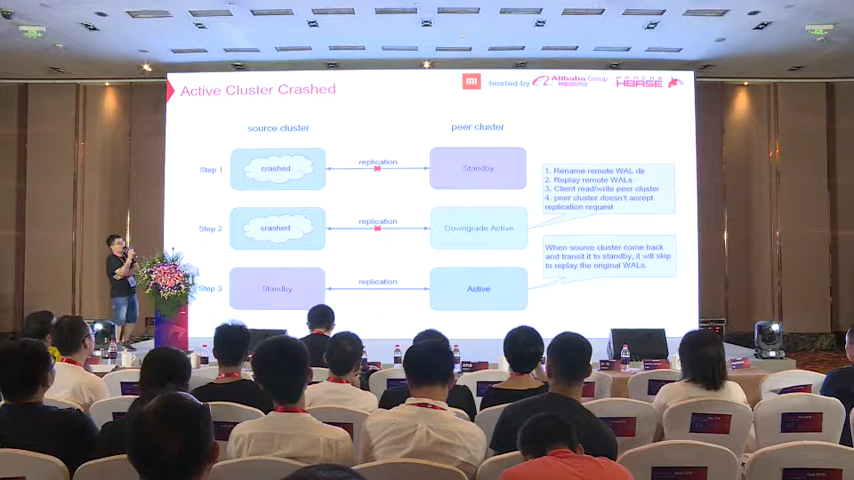 Active Cluster Crashed
mi
hosted by
Alibaba Group
APACHE
HBASE
source cluster
peer cluster
Step 1
crashed
replication
Standby
1. Rename remote WAL dir
2. Replay remote WALs.
3. Client read/write peer cluster
4. peer cluster doesn't accept
replication request
Step 2
crashed
replication
Downgrade Active
When source cluster come back
and transit it to standby, it will skip
to replay the original WALs.
Step 3
Standby
replication
Active